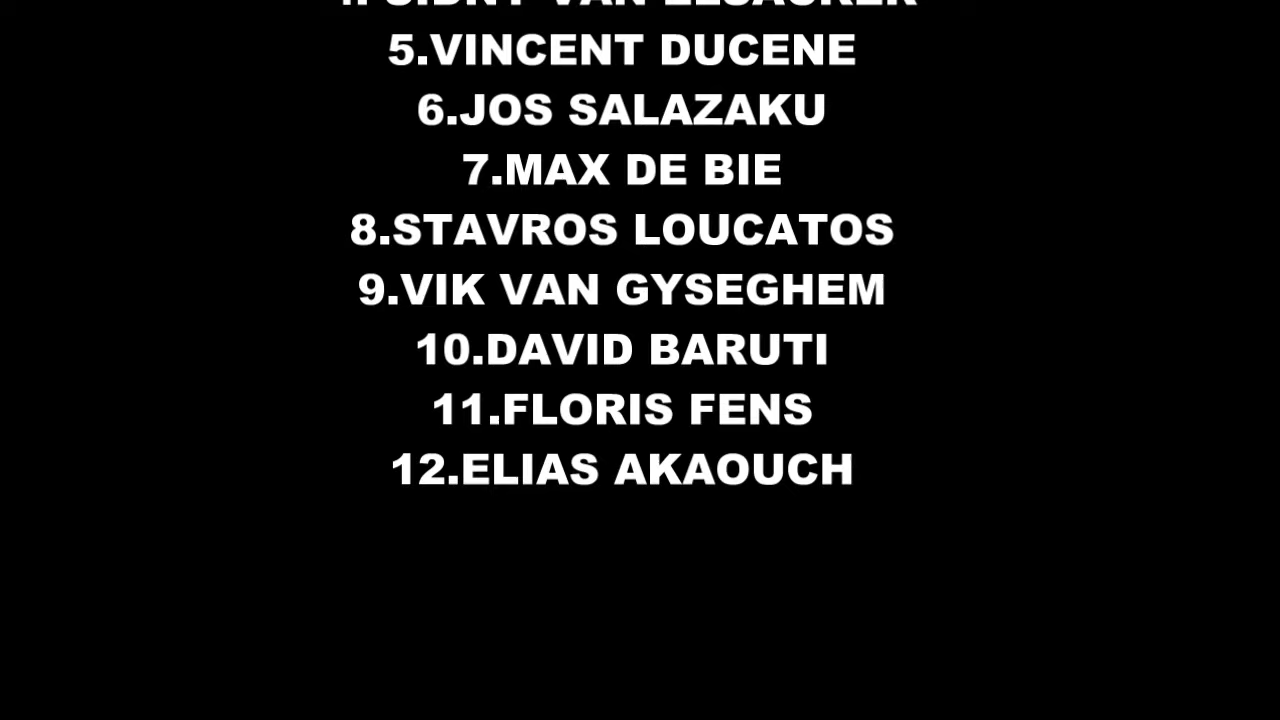 VAN
5.VINCENT DUCENE
6.JOS SALAZAKU
7.MAX DE BIE
8.STAVROS LOUCATOS
9.VIK VAN GYSEGHEM
10.DAVID BARUTI
11.FLORIS FENS
12.ELIAS AKAOUCH